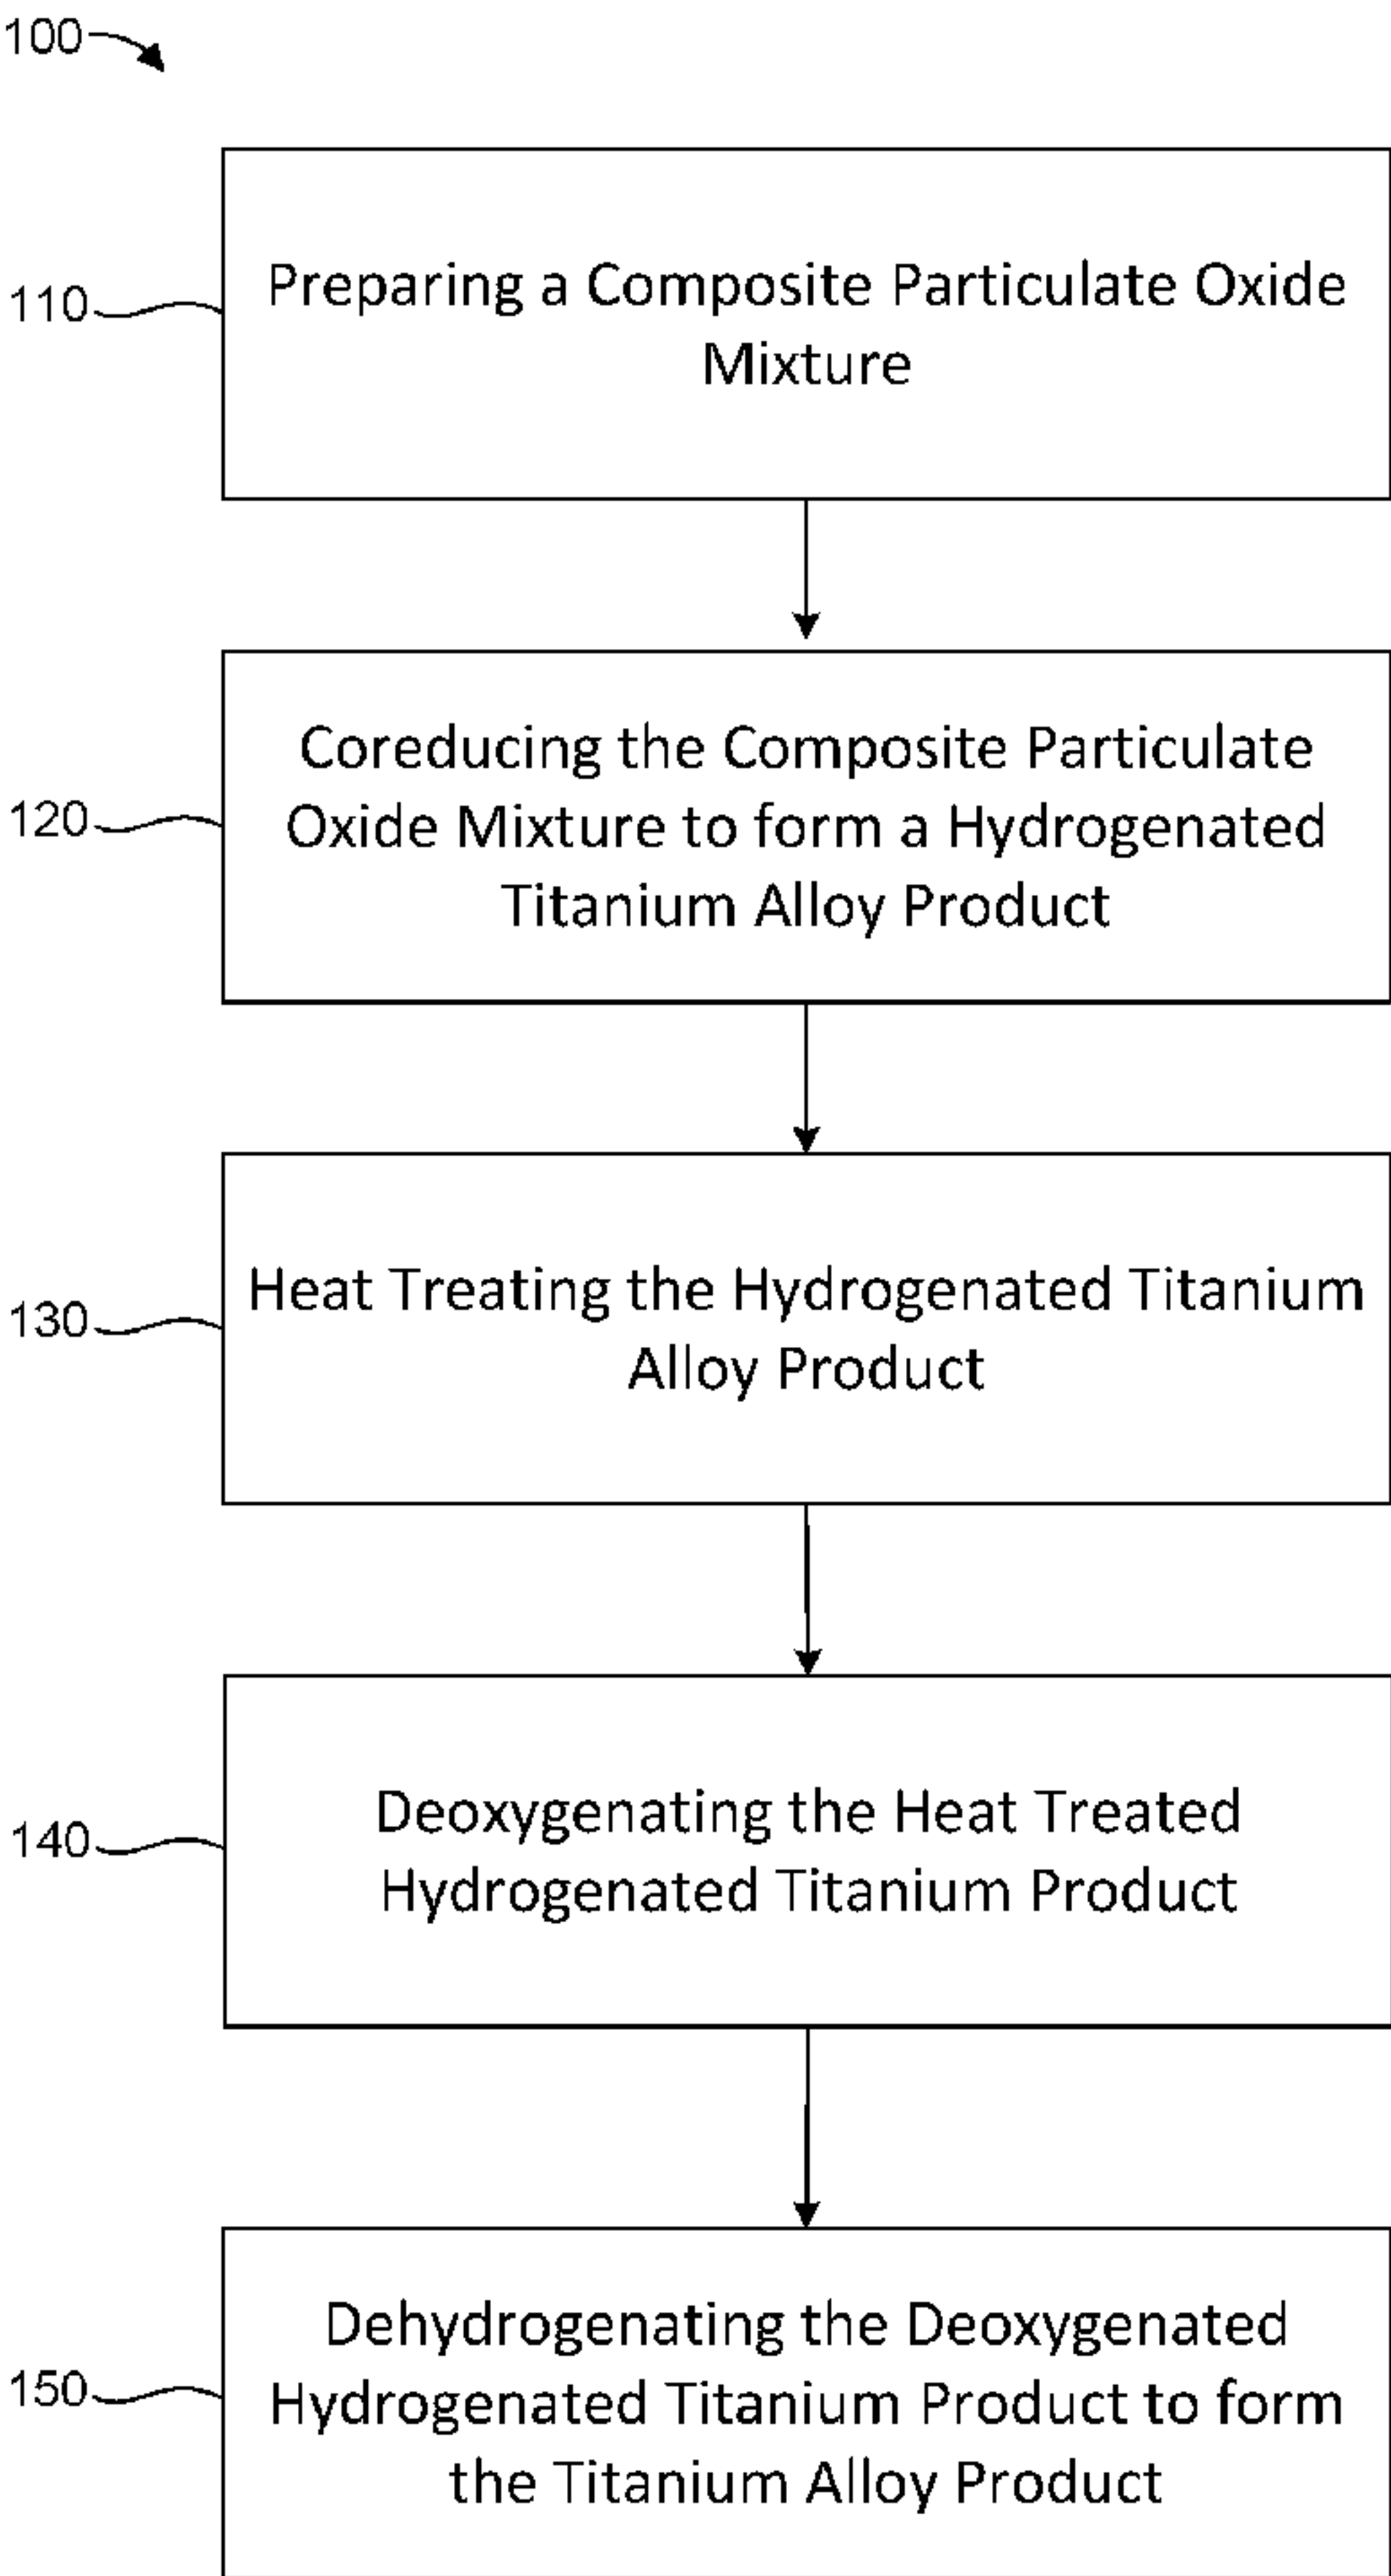 100
110
Preparing a Composite Particulate Oxide
Mixture
120
Coreducing the Composite Particulate
Oxide Mixture to form a Hydrogenated
Titanium Alloy Product
130
Heat Treating the Hydrogenated Titanium
Alloy Product
140
Deoxygenating the Heat Treated
Hydrogenated Titanium Product
150
Dehydrogenating the Deoxygenated
Hydrogenated Titanium Product to form
the Titanium Alloy Product